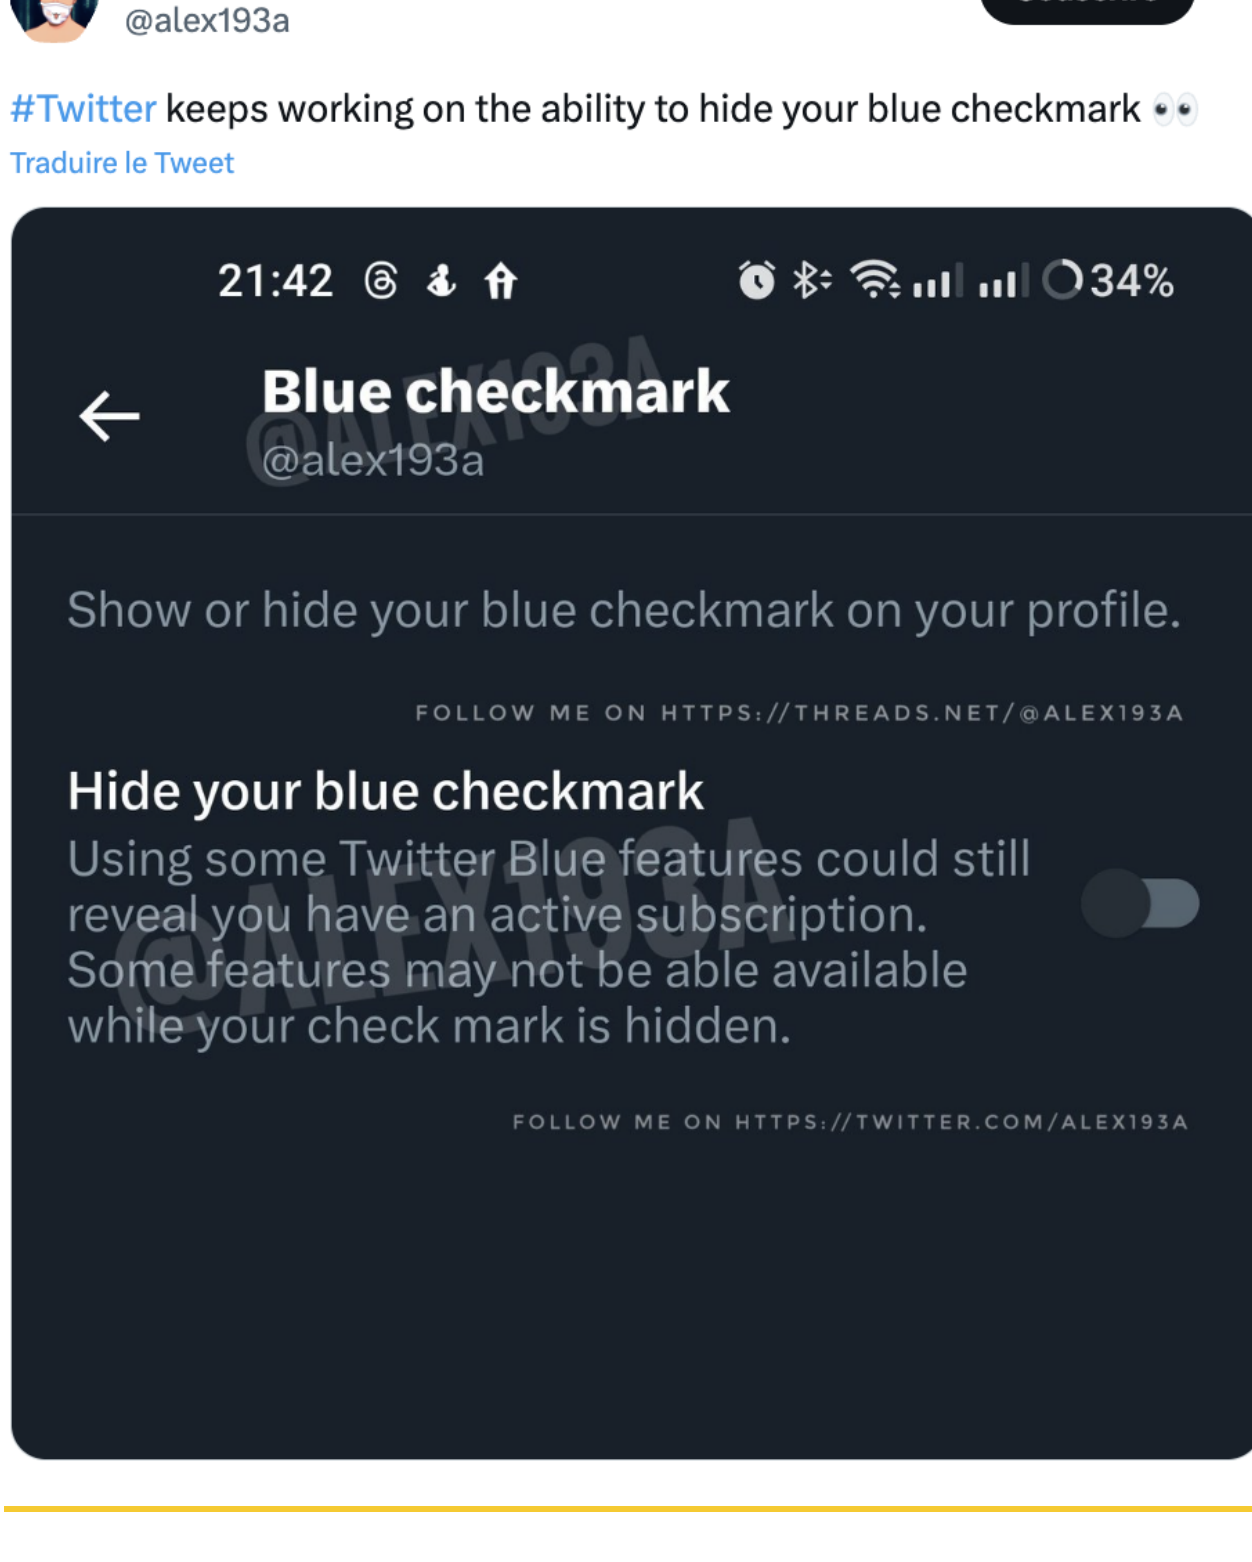 @alex193a
#Twitter keeps working on the ability to hide your blue checkmark 👀
Traduire le Tweet
21:42 34%
@ALEX193A
Blue checkmark
@alex193a
Show or hide your blue checkmark on your profile.
FOLLOW ME ON HTTPS://THREADS.NET/@ALEX193A
Hide your blue checkmark
Using some Twitter Blue features could still
reveal you have an active subscription.
Some features may not be able available
while your check mark is hidden.
@ALEX193A
FOLLOW ME ON HTTPS://TWITTER.COM/ALEX193A